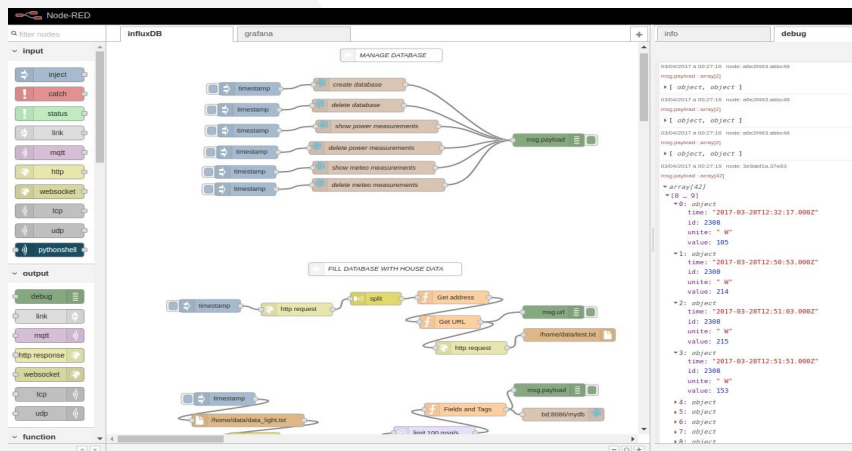 Node-RED
filter nodes
influxDB
grafana
+
info
debug
input
inject
catch
status
link
mqtt
http
websocket
tcp
udp
pythonshell
output
debug
link
mqtt
http response
websocket
tcp
udp
function
MANAGE DATABASE
timestamp
create database
timestamp
delete database
timestamp
show power measurements
timestamp
delete power measurements
timestamp
show meteo measurements
timestamp
delete meteo measurements
msg.payload
FILL DATABASE WITH HOUSE DATA
timestamp
http request
split
Get address
Get URL
http request
msg.url
/home/data/test.txt
timestamp
/home/data/data_light.txt
Fields and Tags
limit 100 msg/s
msg.payload
bd:8086/mydb
msg.payload : array[2]
[ object, object ]
msg.payload : array[2]
[ object, object ]
msg.payload : array[2]
[ object, object ]
msg.payload : array[42]
array[42]
[0 … 9]
0: object
time: "2017-03-28T12:32:17.000Z"
id: 2308
unite: " W"
value: 105
1: object
time: "2017-03-28T12:50:53.000Z"
id: 2308
unite: " W"
value: 214
2: object
time: "2017-03-28T12:51:03.000Z"
id: 2308
unite: " W"
value: 215
3: object
time: "2017-03-28T12:51:51.000Z"
id: 2308
unite: " W"
value: 153
4: object
5: object
6: object
7: object
8: object